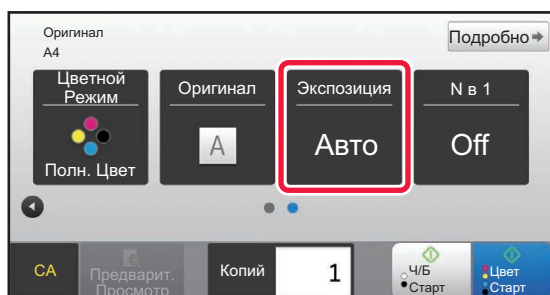 Оригинал
A4
Подробно
Цветной
Режим
Полн. Цвет
Оригинал
A
Экспозиция
Авто
N в 1
Off
CA
Предварит.
Просмотр
Копий
1
Ч/Б
Старт
Цвет
Старт